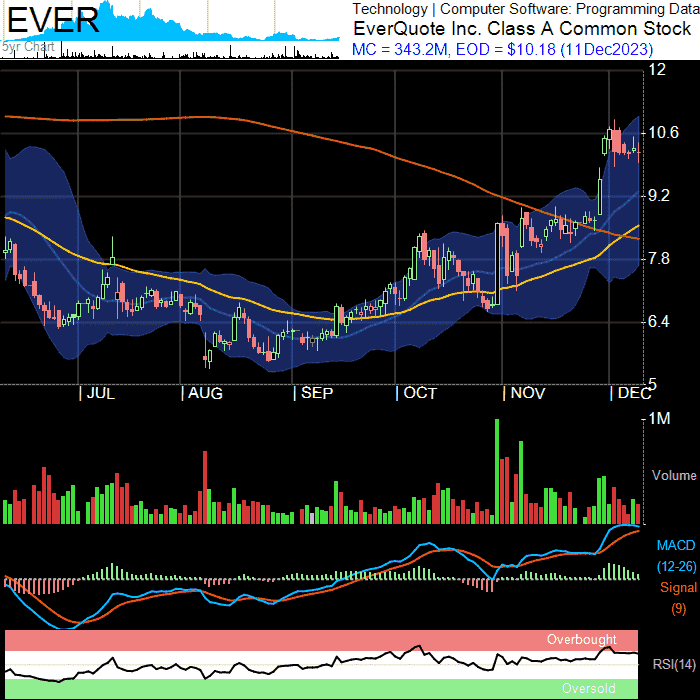 EVER
5yr Chart
Technology | Computer Software: Programming Data
EverQuote Inc. Class A Common Stock
MC = 343.2M, EOD = $10.18 (11Dec2023)
12
10.6
9.2
7.8
6.4
5
JUL AUG SEP OCT NOV DEC
1M
Volume
MACD
(12-26)
Signal
(9)
Overbought
RSI(14)
Oversold